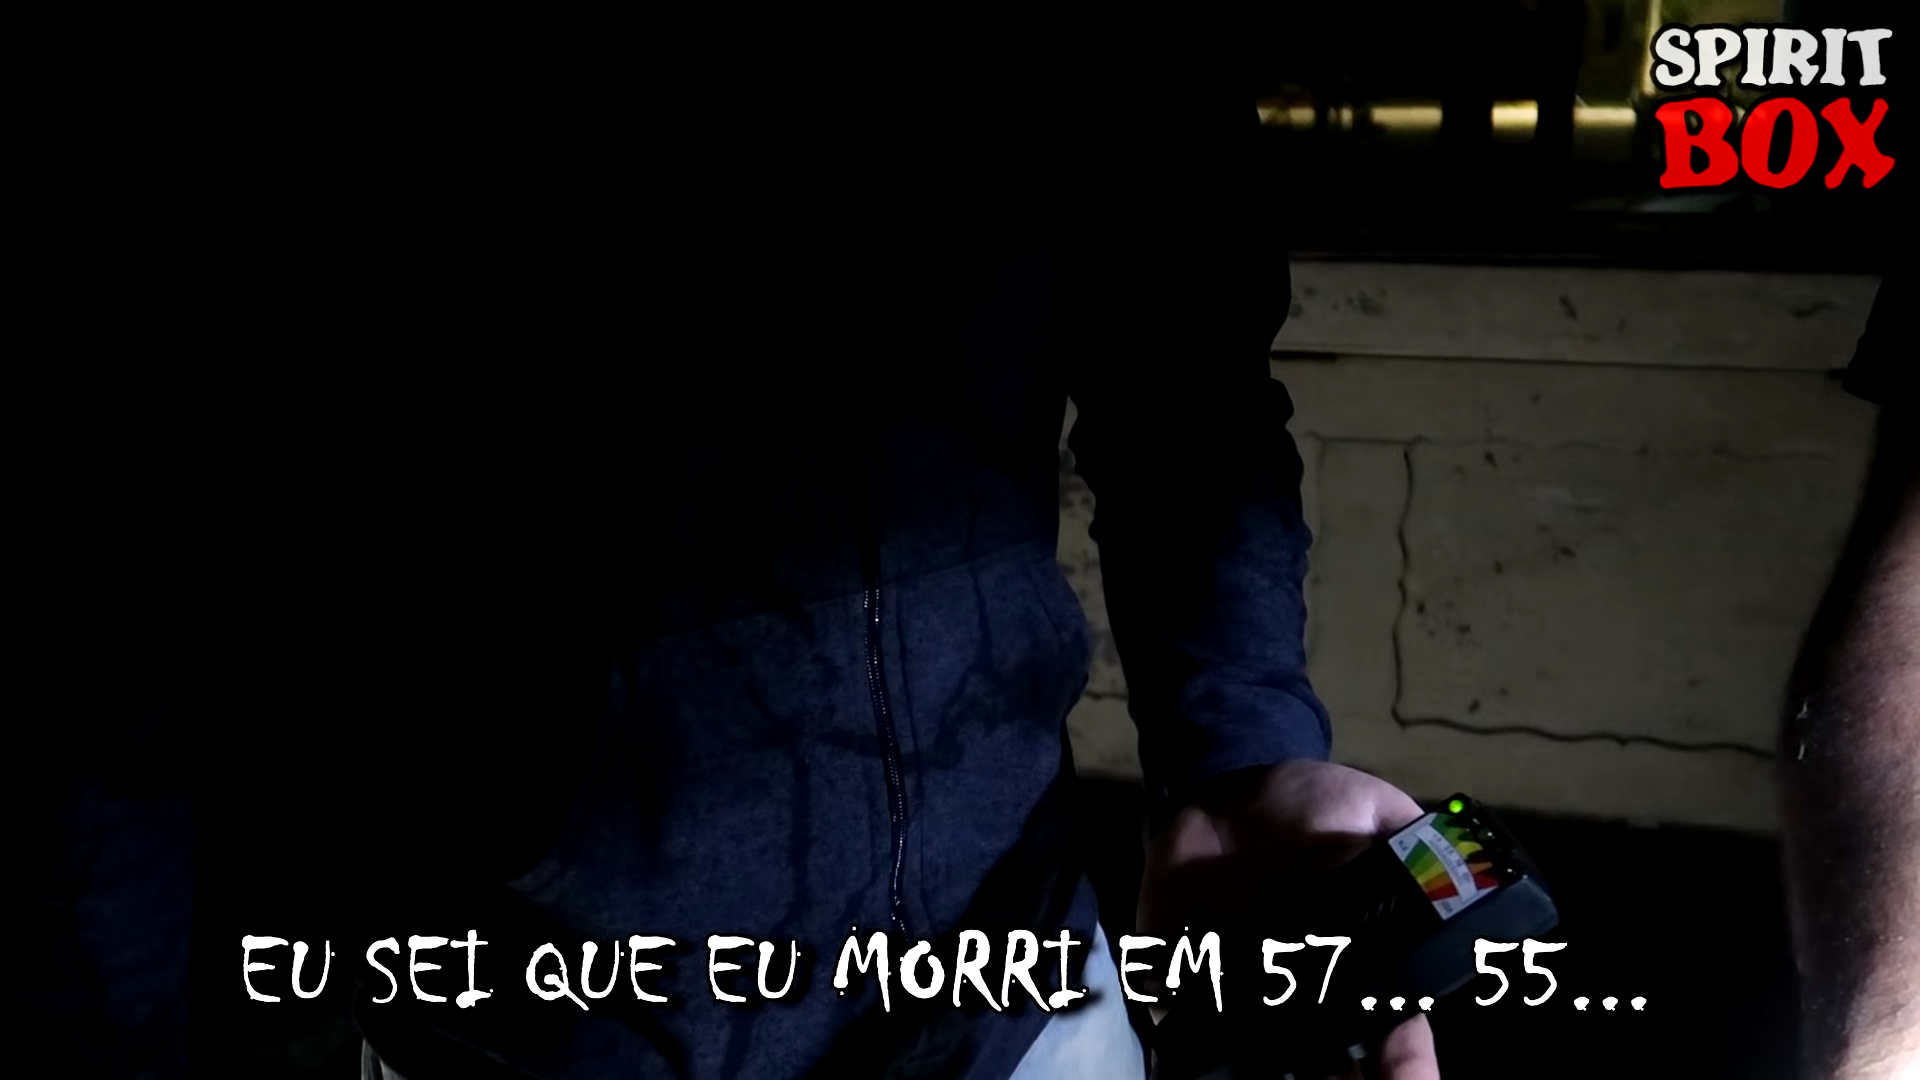 SPIRIT
BOX
EU SEI QUE EU MORRI EM 57... 55...